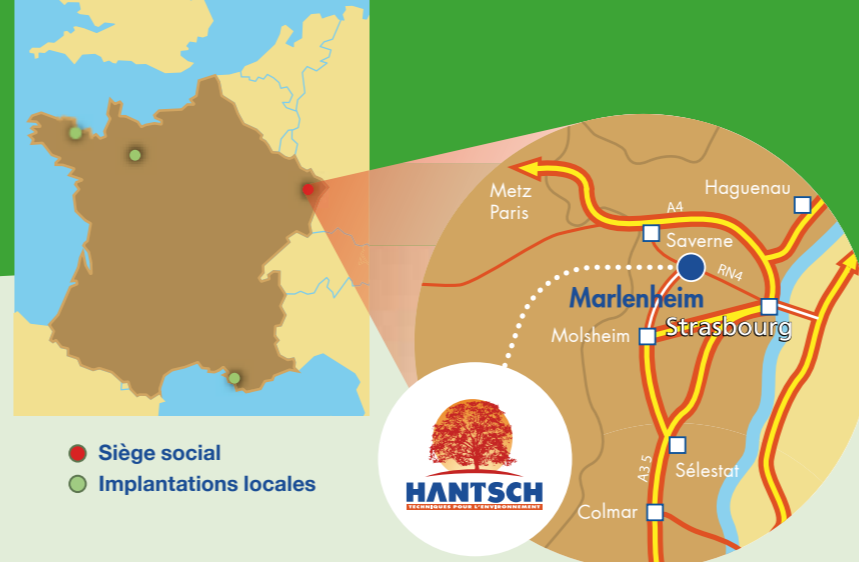 Metz
Paris
A4
Haguenau
Saverne
RN4
Marlenheim
Strasbourg
Molsheim
Siège social
Implantations locales
HANTSCH
TECHNIQUES POUR L'ENVIRONNEMENT
A35
Sélestat
Colmar